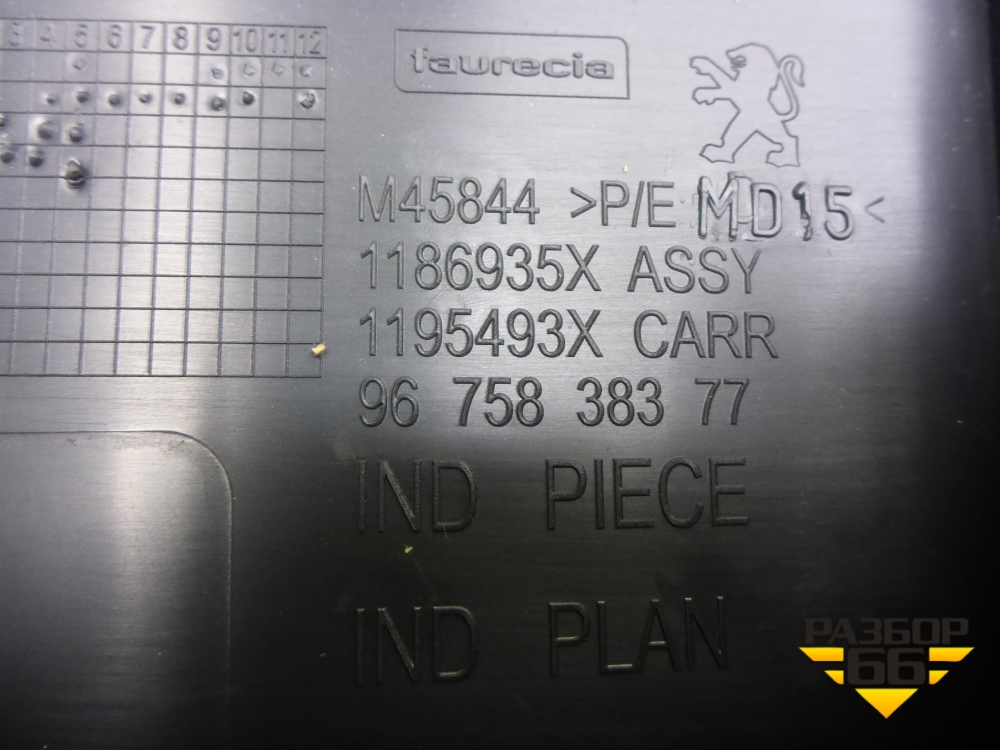 3 4 5 6 7 8 9 10 11 12
faurecia
M45844 >P/E MD15<
1186935X ASSY
1195493X CARR
96 758 383 77
IND PIECE
IND PLAN
РАЗБОР
66